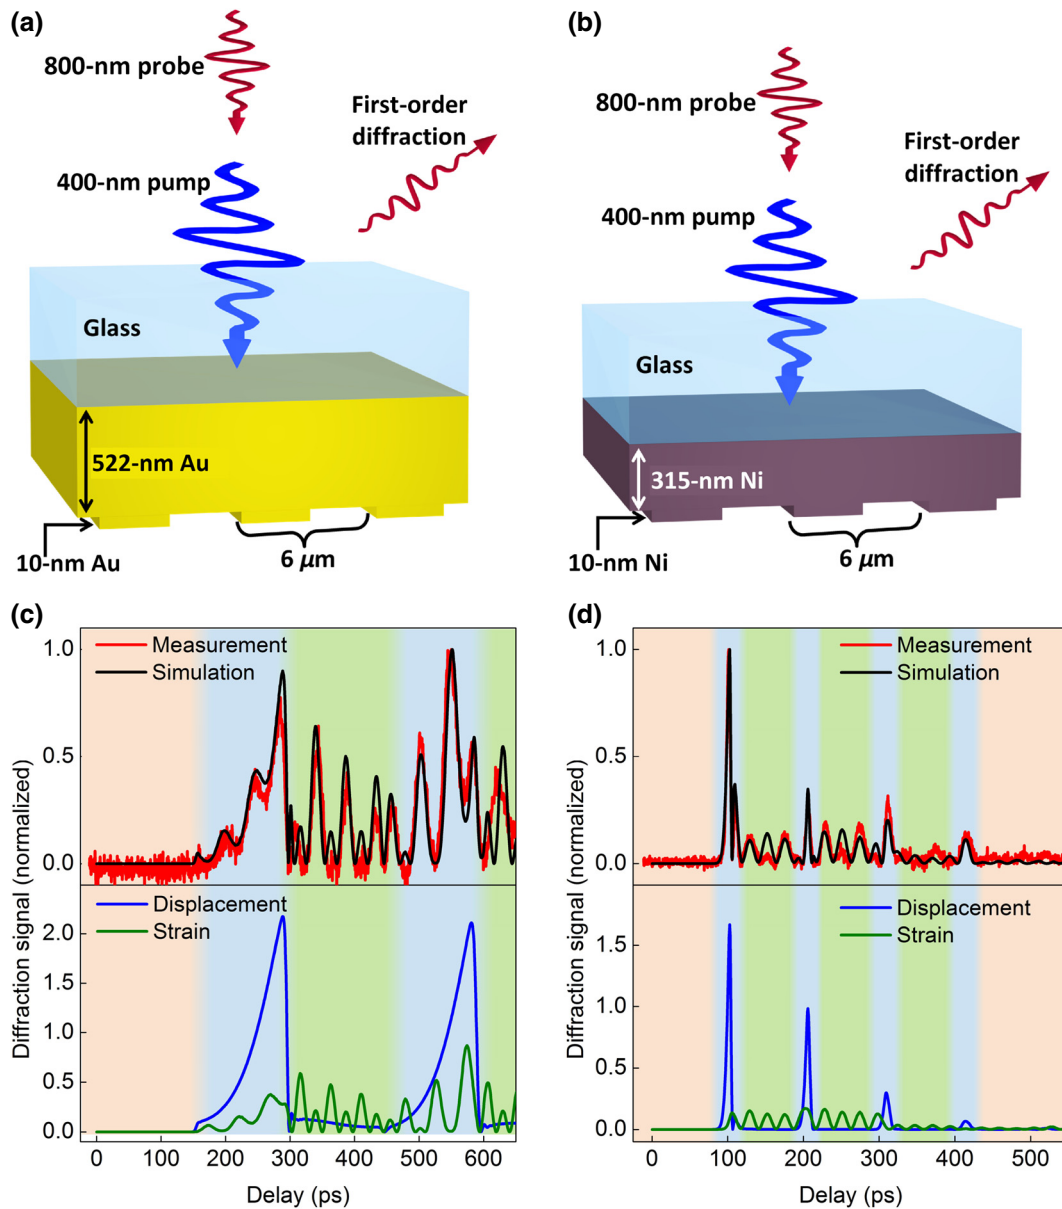 (a)
800-nm probe
First-order
diffraction
400-nm pump
Glass
522-nm Au
10-nm Au
6 μm
(b)
800-nm probe
First-order
diffraction
400-nm pump
Glass
315-nm Ni
10-nm Ni
6 μm
(c)
Measurement
Simulation
1.0
0.5
0.0
Displacement
Strain
2.0
1.5
1.0
0.5
0.0
Diffraction signal (normalized)
0 100 200 300 400 500 600
Delay (ps)
(d)
Measurement
Simulation
1.0
0.5
0.0
Displacement
Strain
1.5
1.0
0.5
0.0
Diffraction signal (normalized)
0 100 200 300 400 500
Delay (ps)